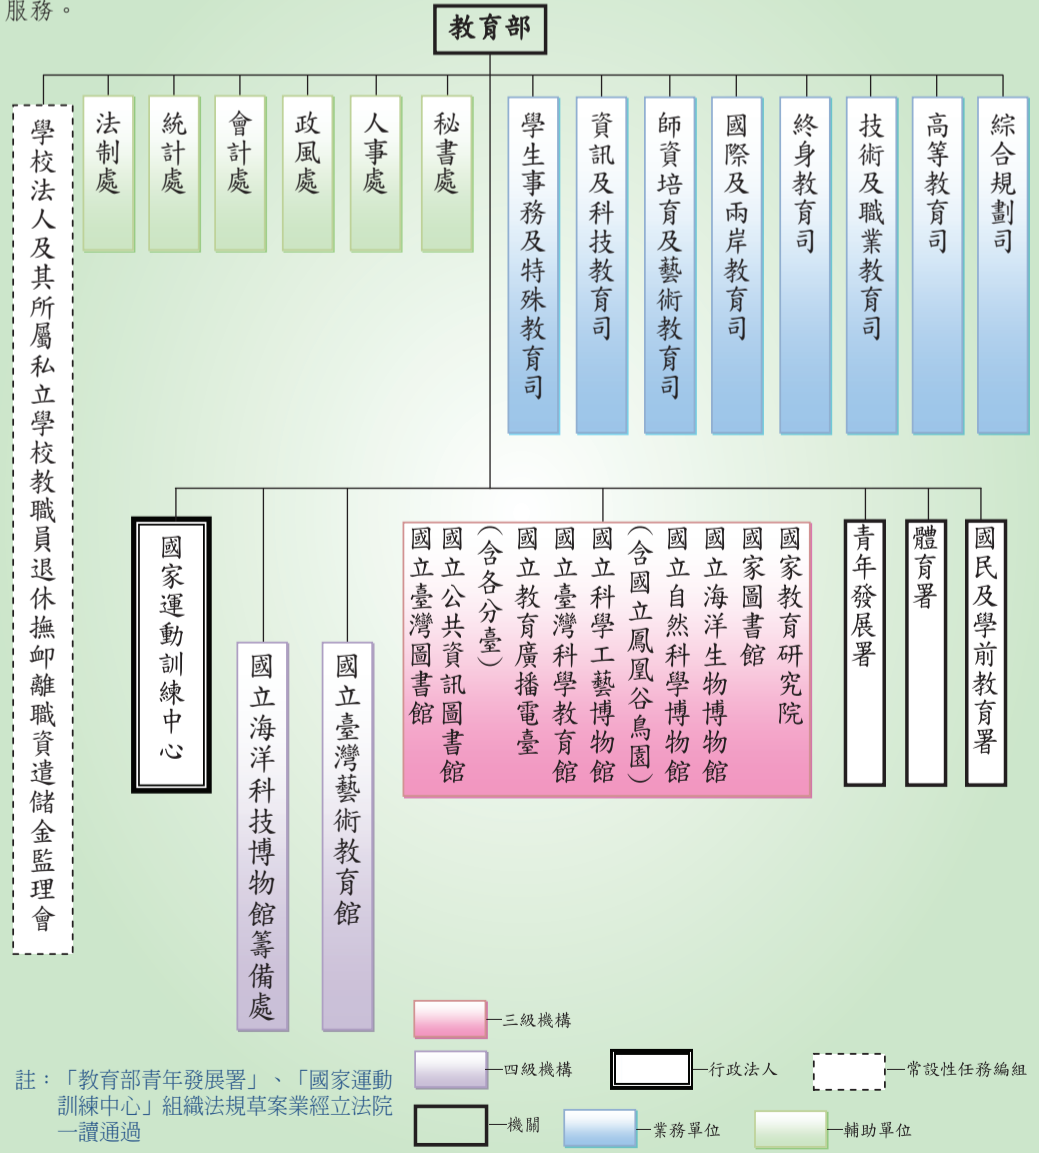 服務。
教育部
學校法人及其所屬私立學校教職員退休撫卹離職資遣儲金監理會
法制處
統計處
會計處
政風處
人事處
秘書處
學生事務及特殊教育司
資訊及科技教育司
師資培育及藝術教育司
國際及兩岸教育司
終身教育司
技術及職業教育司
高等教育司
綜合規劃司
國家運動訓練中心
國立海洋科技博物館籌備處
國立臺灣藝術教育館
國家教育研究院
國家圖書館
國立海洋生物博物館
國立自然科學博物館
（含國立鳳凰谷鳥園）
國立科學工藝博物館
國立臺灣科學教育館
國立教育廣播電臺
（含各分臺）
國立公共資訊圖書館
國立臺灣圖書館
青年發展署
體育署
國民及學前教育署
三級機構
四級機構
行政法人
常設性任務編組
機關
業務單位
輔助單位
註：「教育部青年發展署」、「國家運動
訓練中心」組織法規草案業經立法院
一讀通過